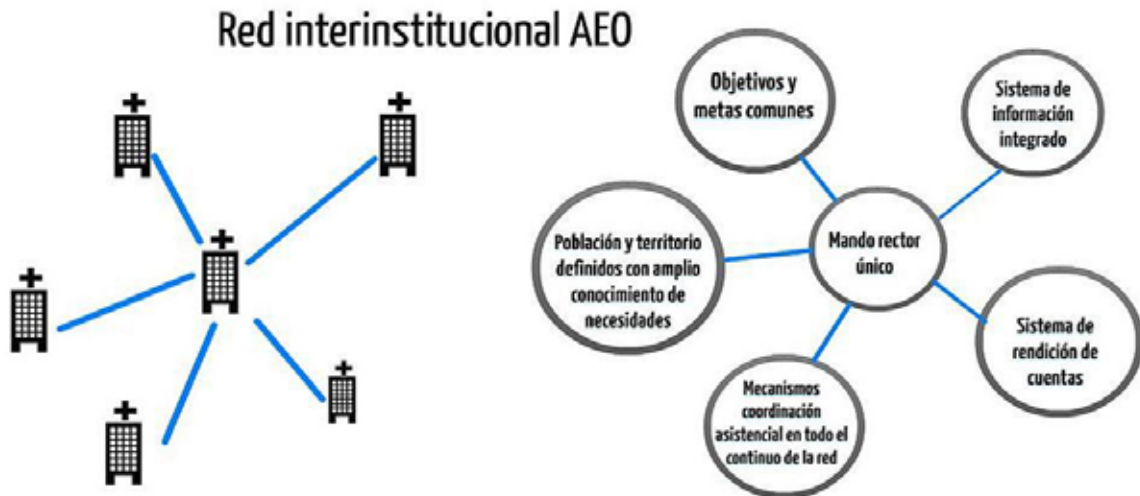 Red interinstitucional AEO
Objetivos y
metas comunes
Sistema de
información
integrado
Población y territorio
definidos con amplio
conocimiento de
necesidades
Mando rector
único
Sistema de
rendición de
cuentas
Mecanismos
coordinación
asistencial en todo el
continuo de la red